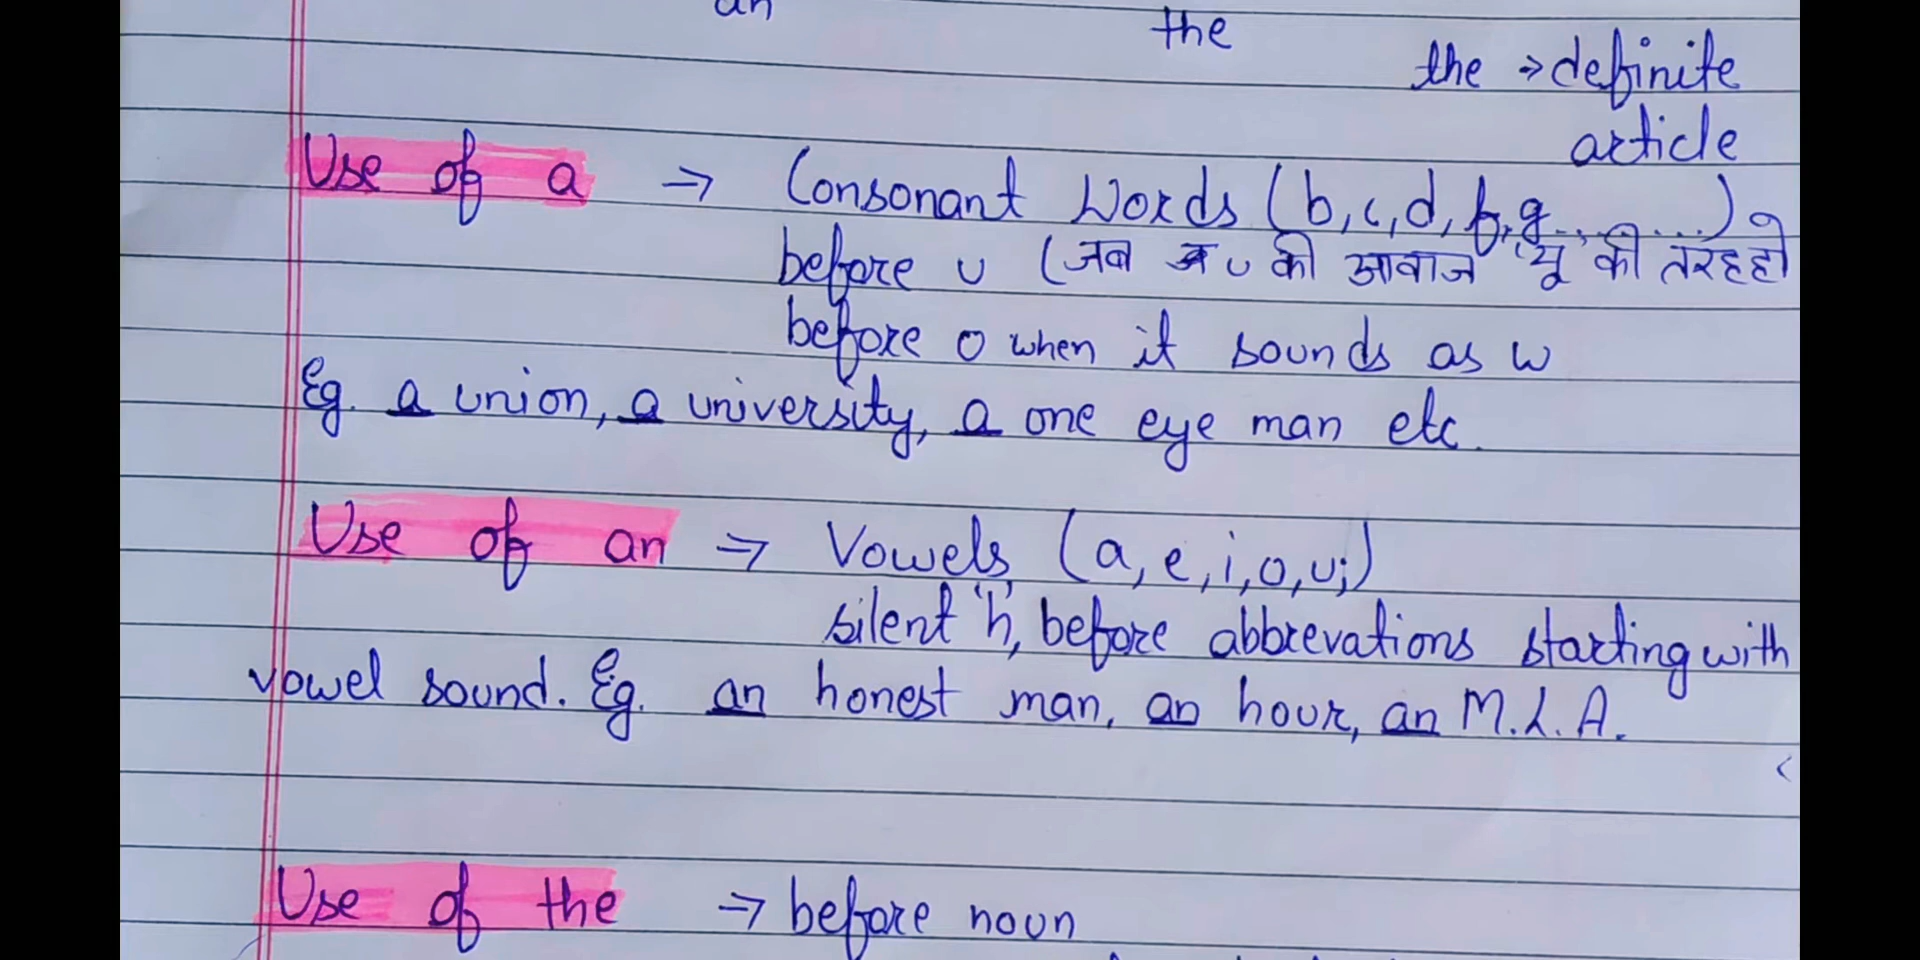 an the
the → definite
article
Use of a ⇒ Consonant Words (b, c, d, f, g.........)
before u (जब u की आवाज 'यू' की तरह हो
before o when it sounds as w
Eg. a union, a university, a one eye man etc.
Use of an ⇒ Vowels (a, e, i, o, u,)
silent 'h', before abbrevations starting with
vowel sound. Eg. an honest man, an hour, an M.L.A.
Use of the → before noun